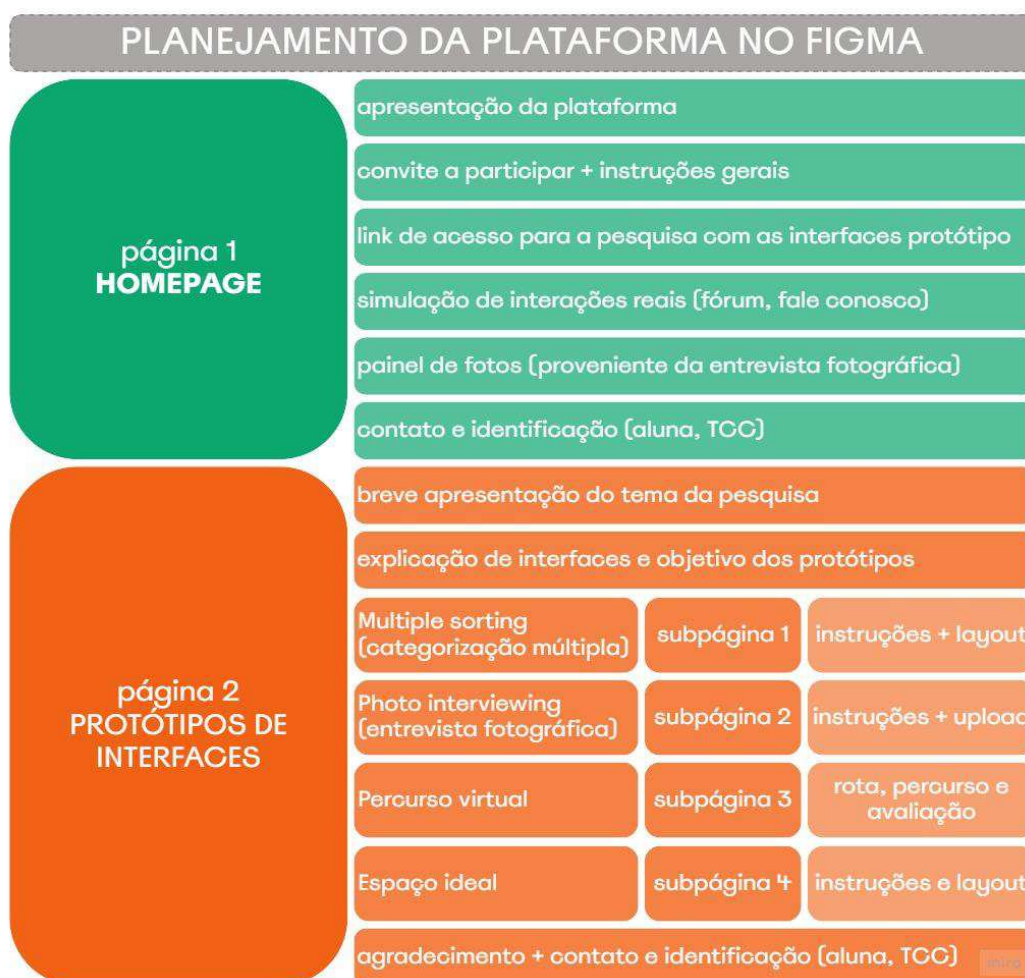 PLANEJAMENTO DA PLATAFORMA NO FIGMA
página 1
HOMEPAGE
apresentação da plataforma
convite a participar + instruções gerais
link de acesso para a pesquisa com as interfaces protótipo
simulação de interações reais (fórum, fale conosco)
painel de fotos (proveniente da entrevista fotográfica)
contato e identificação (aluna, TCC)
página 2
PROTÓTIPOS DE
INTERFACES
breve apresentação do tema da pesquisa
explicação de interfaces e objetivo dos protótipos
Multiple sorting
(categorização múltipla)
subpágina 1
instruções + layout
Photo interviewing
(entrevista fotográfica)
subpágina 2
instruções + upload
Percurso virtual
subpágina 3
rota, percurso e
avaliação
Espaço ideal
subpágina 4
instruções e layout
agradecimento + contato e identificação (aluna, TCC)
miro